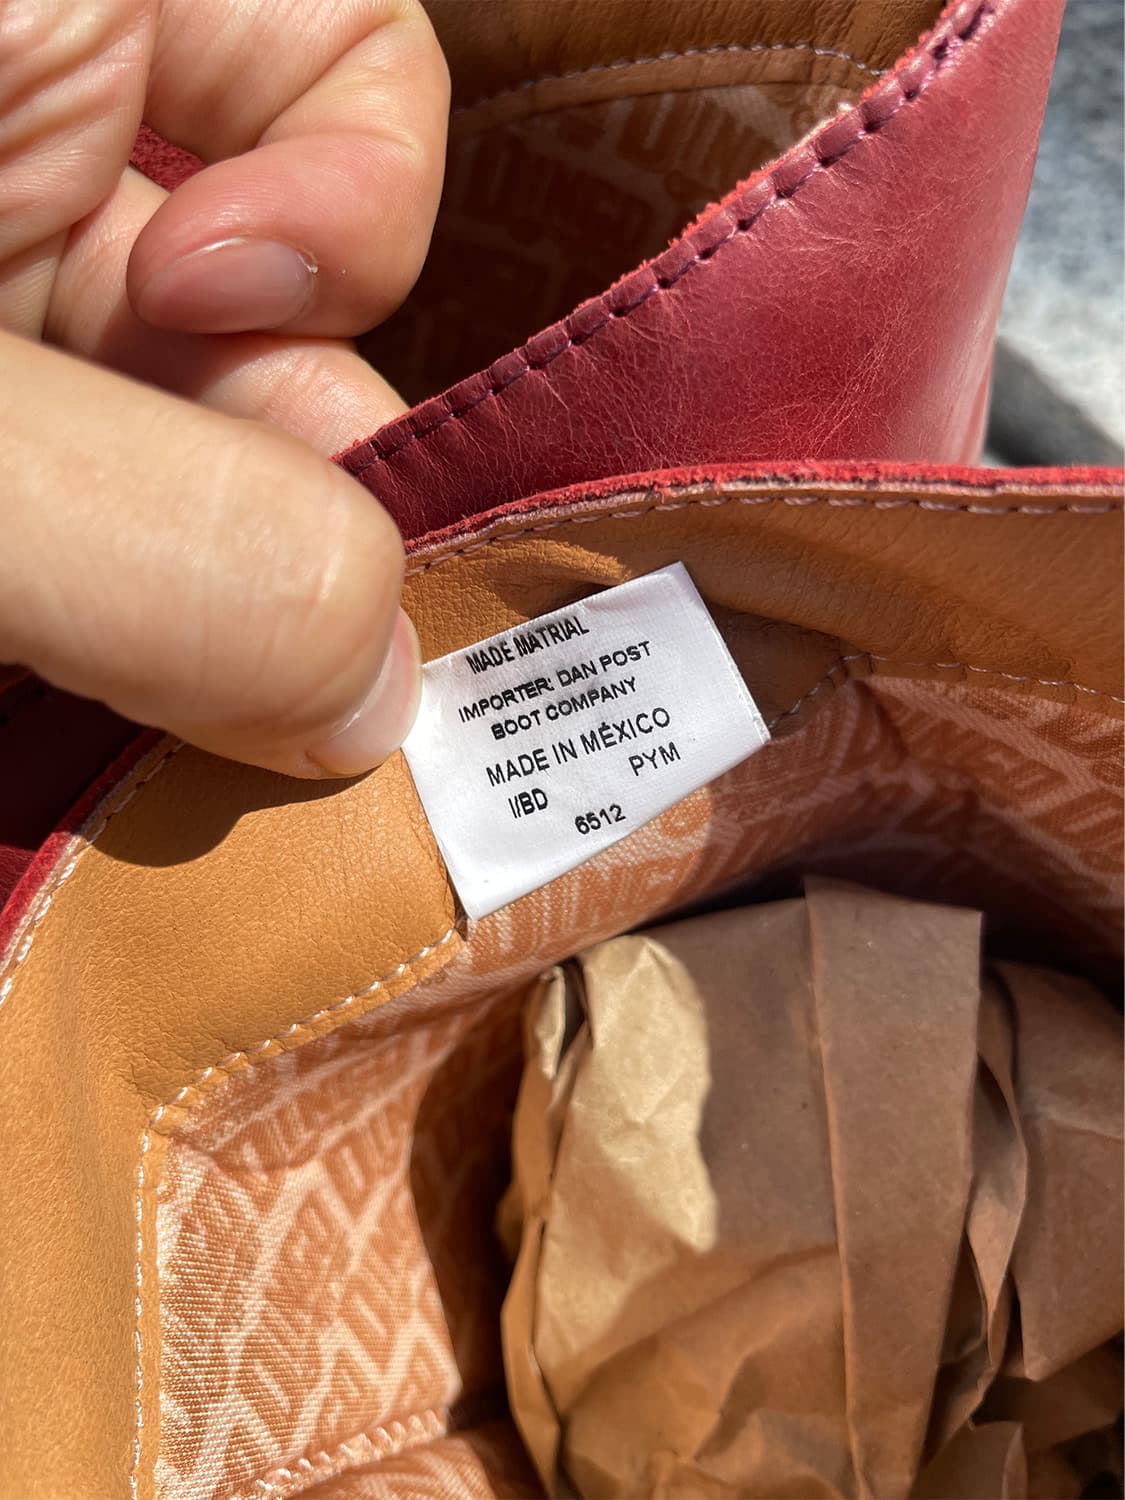 MADE MATRIAL
IMPORTER: DAN POST
BOOT COMPANY
MADE IN MÉXICO
I/BD PYM
6512